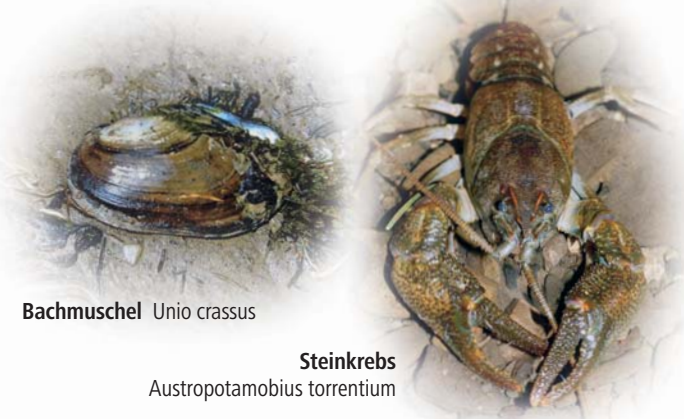 Bachmuschel Unio crassus
Steinkrebs
Austropotamobius torrentium